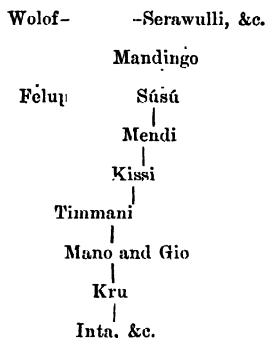 Wolof- -Serawulli, &c.
Mandingo
Felup Súsú
Mendi
Kissi
Timmani
Mano and Gio
Kru
Inta, &c.